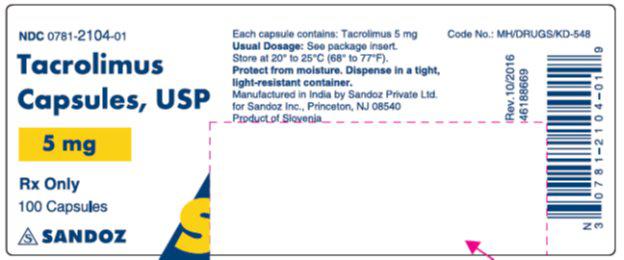 NDC 0781-2104-01
Tacrolimus
Capsules, USP
5 mg
Rx Only
100 Capsules
SANDOZ
S
Each capsule contains: Tacrolimus 5 mg
Usual Dosage: See package insert.
Store at 20° to 25°C (68° to 77°F).
Protect from moisture. Dispense in a tight,
light-resistant container.
Manufactured in India by Sandoz Private Ltd.
for Sandoz Inc., Princeton, NJ 08540
Product of Slovenia
Code No.: MH/DRUGS/KD-548
Rev.10/2016
46188669
N
3 0781-2104-01 9